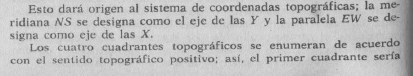 Esto dará origen al sistema de coordenadas topográficas; la me-
ridiana NS se designa como el eje de las Y y la paralela EW se de-
signa como eje de las X.
Los cuatro cuadrantes topográficos se enumeran de acuerdo
con el sentido topográfico positivo; así, el primer cuadrante sería